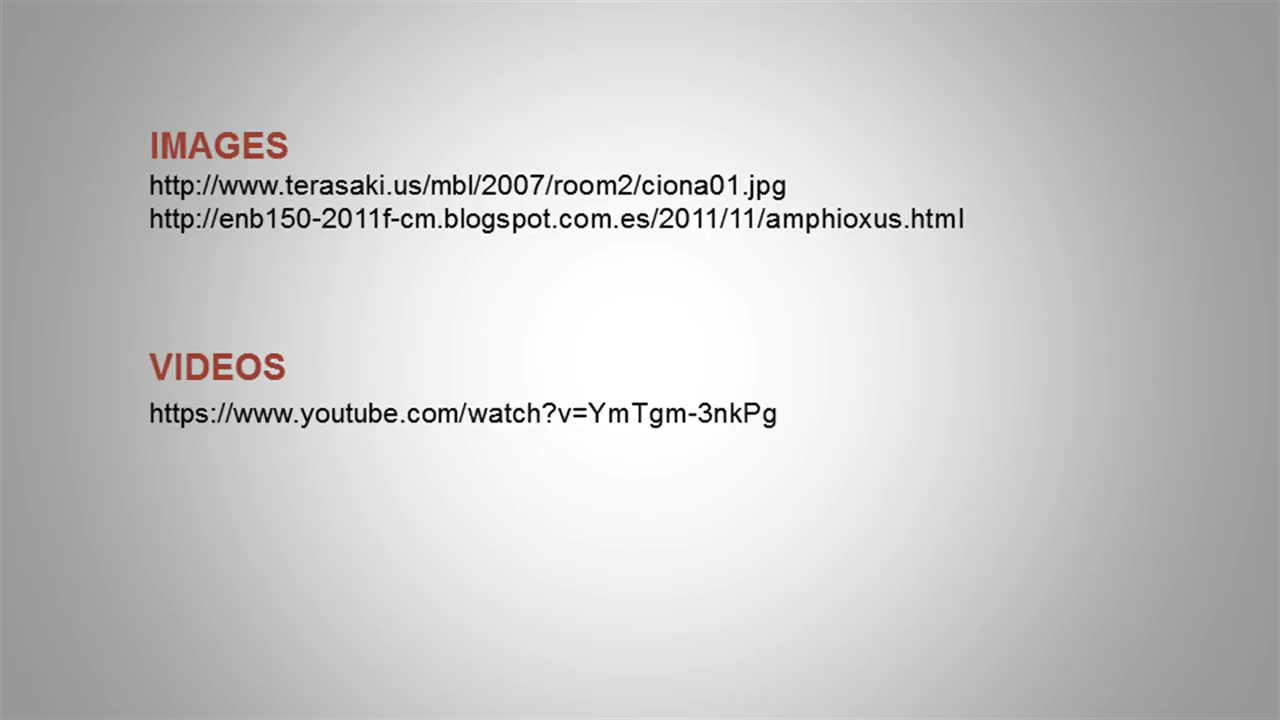 IMAGES
http://www.terasaki.us/mbl/2007/room2/ciona01.jpg
http://enb150-2011f-cm.blogspot.com.es/2011/11/amphioxus.html
VIDEOS
https://www.youtube.com/watch?v=YmTgm-3nkPg